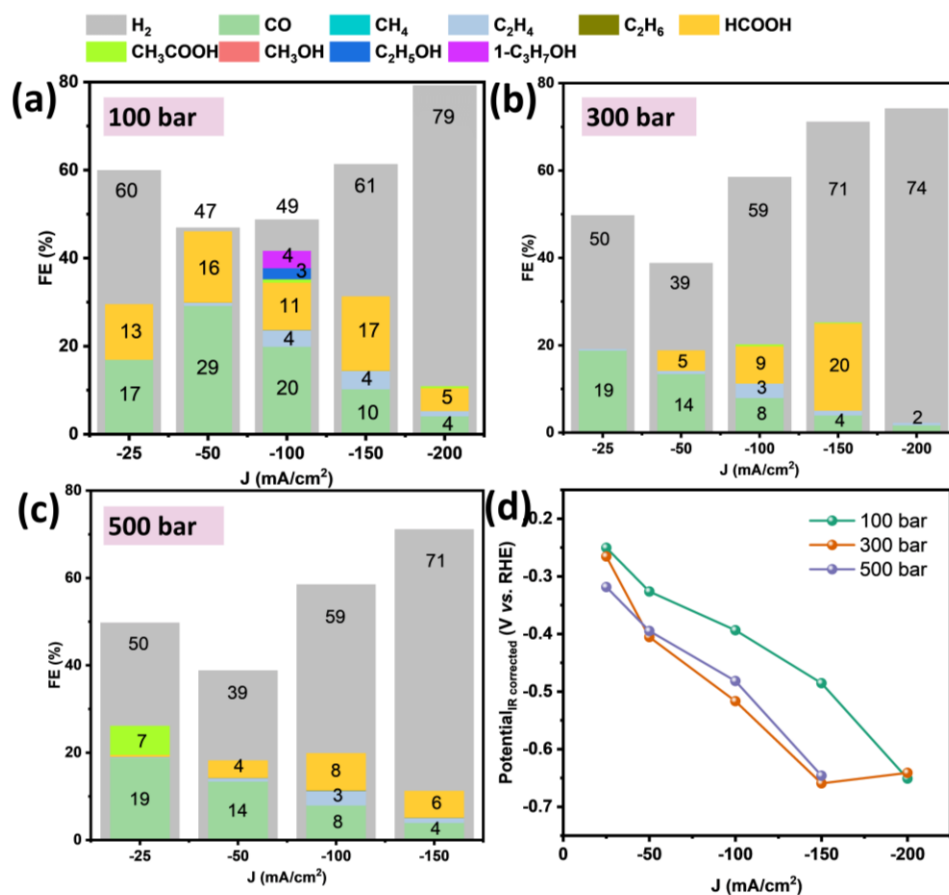 H₂ CO CH₄ C₂H₄ C₂H₆ HCOOH
CH₃COOH CH₃OH C₂H₅OH 1-C₃H₇OH
(a)
100 bar
80
60
40
20
0
FE (%)
60
13
17
47
16
29
49
4
3
11
4
20
61
17
4
10
79
5
4
-25 -50 -100 -150 -200
J (mA/cm²)
(b)
300 bar
80
60
40
20
0
FE (%)
50
19
39
5
14
59
9
3
8
71
20
4
74
2
-25 -50 -100 -150 -200
J (mA/cm²)
(c)
500 bar
80
60
40
20
0
FE (%)
50
7
19
39
4
14
59
8
3
8
71
6
4
-25 -50 -100 -150
J (mA/cm²)
(d)
100 bar
300 bar
500 bar
-0.2
-0.3
-0.4
-0.5
-0.6
-0.7
Potential IR corrected (V vs. RHE)
0 -50 -100 -150 -200
J (mA/cm²)